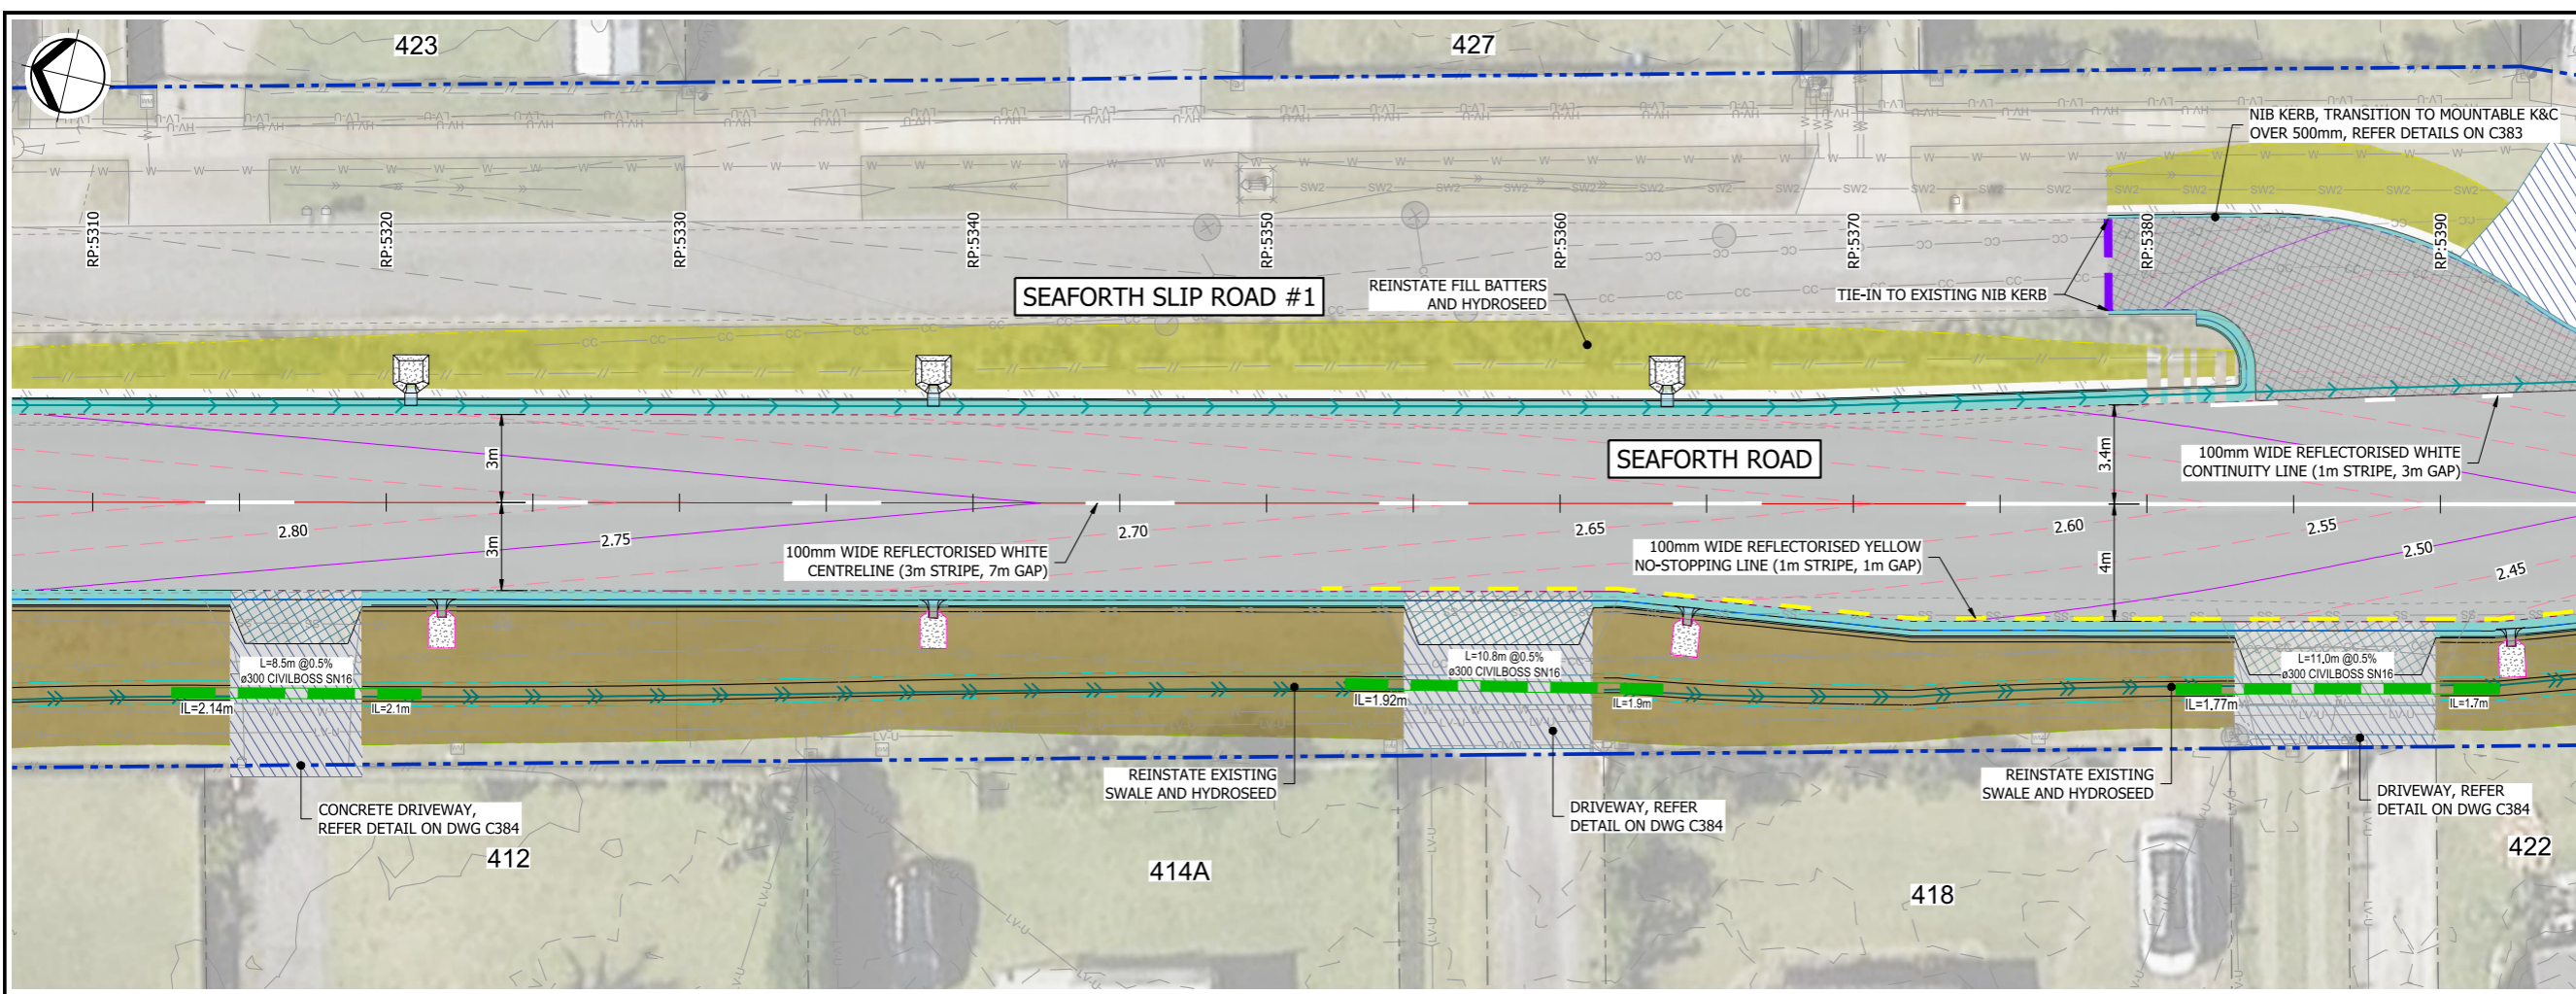 423
427
NIB KERB, TRANSITION TO MOUNTABLE K&C
OVER 500mm, REFER DETAILS ON C383
RP:5310
RP:5320
RP:5330
RP:5340
RP:5350
RP:5360
RP:5370
RP:5380
RP:5390
SEAFORTH SLIP ROAD #1
REINSTATE FILL BATTERS
AND HYDROSEED
TIE-IN TO EXISTING NIB KERB
SEAFORTH ROAD
100mm WIDE REFLECTORISED WHITE
CONTINUITY LINE (1m STRIPE, 3m GAP)
3m
3.4m
3m
4m
2.80
2.75
2.70
2.65
2.60
2.55
2.50
2.45
100mm WIDE REFLECTORISED WHITE
CENTRELINE (3m STRIPE, 7m GAP)
100mm WIDE REFLECTORISED YELLOW
NO-STOPPING LINE (1m STRIPE, 1m GAP)
L=8.5m @0.5%
ø300 CIVILBOSS SN16
IL=2.14m
IL=2.1m
L=10.8m @0.5%
ø300 CIVILBOSS SN16
IL=1.92m
IL=1.9m
L=11.0m @0.5%
ø300 CIVILBOSS SN16
IL=1.77m
IL=1.7m
REINSTATE EXISTING
SWALE AND HYDROSEED
REINSTATE EXISTING
SWALE AND HYDROSEED
CONCRETE DRIVEWAY,
REFER DETAIL ON DWG C384
DRIVEWAY, REFER
DETAIL ON DWG C384
DRIVEWAY, REFER
DETAIL ON DWG C384
412
414A
418
422